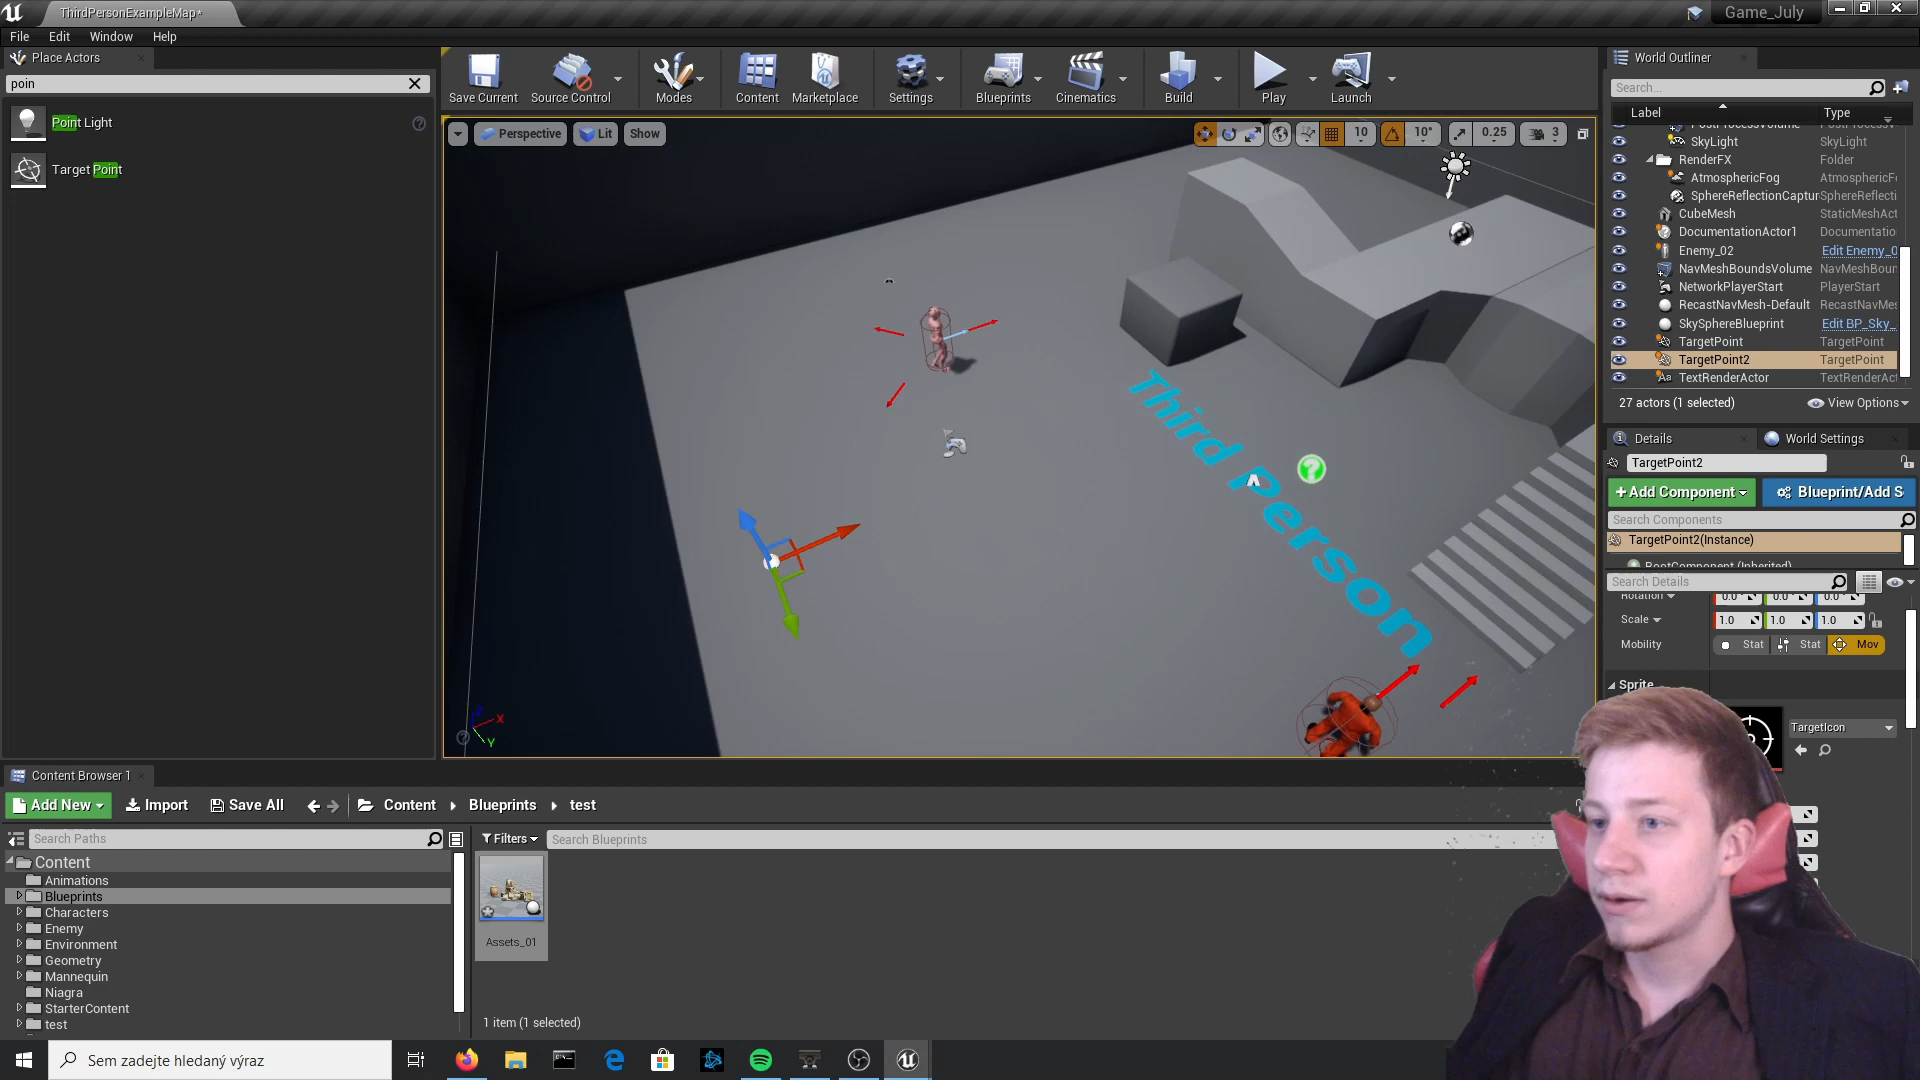 ThirdPersonExampleMap*
Game_July
File Edit Window Help
Place Actors
poin
Point Light
Target Point
Save Current
Source Control
Modes
Content
Marketplace
Settings
Blueprints
Cinematics
Build
Play
Launch
Perspective
Lit
Show
10
10°
0.25
3
Third Person
X
Y
World Outliner
Search...
Label Type
SkyLight SkyLight
RenderFX Folder
AtmosphericFog AtmosphericF
SphereReflectionCaptur SphereReflecti
CubeMesh StaticMeshAct
DocumentationActor1 Documentatio
Enemy_02 Edit Enemy_0
NavMeshBoundsVolume NavMeshBoun
NetworkPlayerStart PlayerStart
RecastNavMesh-Default RecastNavMes
SkySphereBlueprint Edit BP_Sky_
TargetPoint TargetPoint
TargetPoint2 TargetPoint
TextRenderActor TextRenderAct
27 actors (1 selected)
View Options
Details
World Settings
TargetPoint2
+Add Component
Blueprint/Add S
Search Components
TargetPoint2(Instance)
RootComponent (Inherited)
Search Details
Rotation 0.0° 0.0° 0.0°
Scale 1.0 1.0 1.0
Mobility Stat Stat Mov
Sprite
TargetIcon
Content Browser 1
Add New
Import
Save All
Content
Blueprints
test
Search Paths
Filters
Search Blueprints
Content
Animations
Blueprints
Characters
Enemy
Environment
Geometry
Mannequin
Niagra
StarterContent
test
Assets_01
1 item (1 selected)
Sem zadejte hledaný výraz